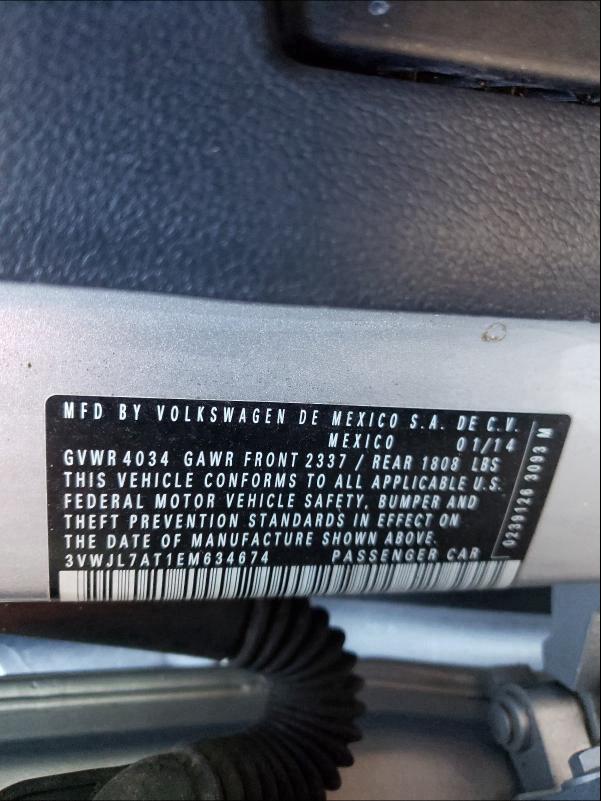 MFD BY VOLKSWAGEN DE MEXICO S.A. DE C.V.
MEXICO 01/14
GVWR 4034 GAWR FRONT 2337 / REAR 1808 LBS
THIS VEHICLE CONFORMS TO ALL APPLICABLE U.S.
FEDERAL MOTOR VEHICLE SAFETY, BUMPER AND
THEFT PREVENTION STANDARDS IN EFFECT ON
THE DATE OF MANUFACTURE SHOWN ABOVE.
3VWJL7AT1EM634674 PASSENGER CAR
0239126 3093 M